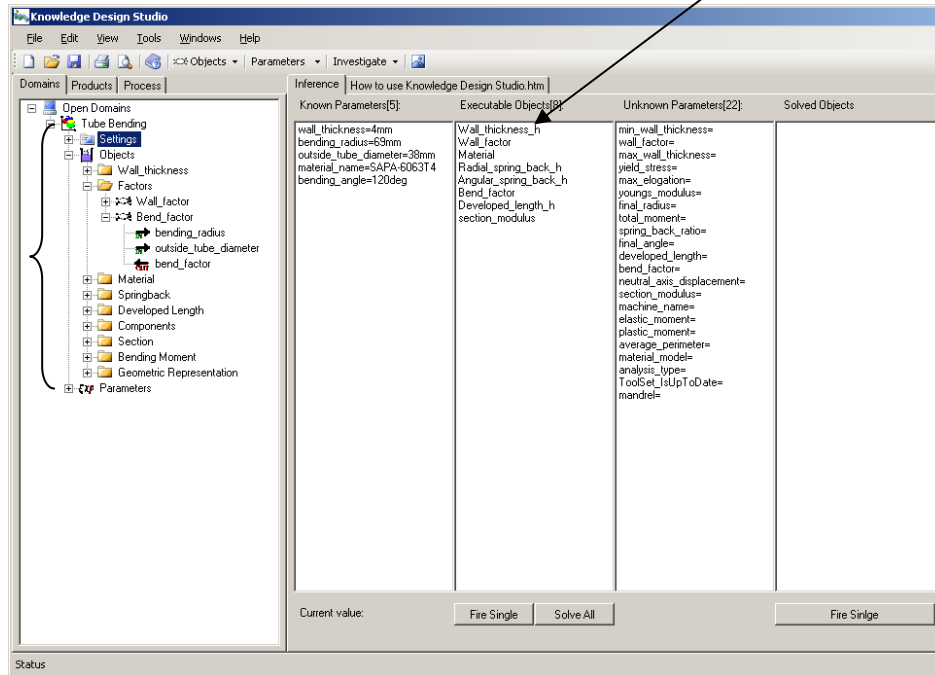 Knowledge Design Studio
File Edit View Tools Windows Help
Objects Parameters Investigate
Domains Products Process
Open Domains
Tube Bending
Settings
Objects
Wall_thickness
Factors
Wall_factor
Bend_factor
bending_radius
outside_tube_diameter
bend_factor
Material
Springback
Developed Length
Components
Section
Bending Moment
Geometric Representation
Parameters
Inference How to use Knowledge Design Studio.htm
Known Parameters[5]:
wall_thickness=4mm
bending_radius=69mm
outside_tube_diameter=38mm
material_name=SAPA-6063T4
bending_angle=120deg
Executable Objects[8]:
Wall_thickness_h
Wall_factor
Material
Radial_spring_back_h
Angular_spring_back_h
Bend_factor
Developed_length_h
section_modulus
Unknown Parameters[22]:
min_wall_thickness=
wall_factor=
max_wall_thickness=
yield_stress=
max_elogation=
youngs_modulus=
final_radius=
total_moment=
spring_back_ratio=
final_angle=
developed_length=
bend_factor=
neutral_axis_displacement=
section_modulus=
machine_name=
elastic_moment=
plastic_moment=
average_perimeter=
material_model=
analysis_type=
ToolSet_IsUpToDate=
mandrel=
Solved Objects
Current value:
Fire Single Solve All Fire Sinlge
Status